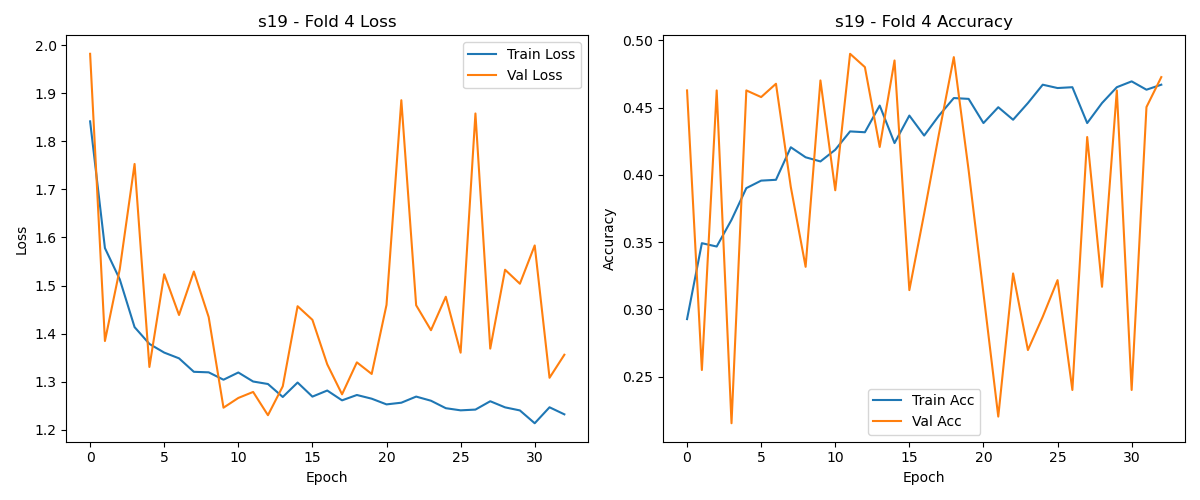 s19 - Fold 4 Loss
Train Loss
Val Loss
2.0
1.9
1.8
1.7
1.6
1.5
1.4
1.3
1.2
Loss
0
5
10
15
20
25
30
Epoch
s19 - Fold 4 Accuracy
0.50
0.45
0.40
0.35
0.30
0.25
Accuracy
Train Acc
Val Acc
0
5
10
15
20
25
30
Epoch